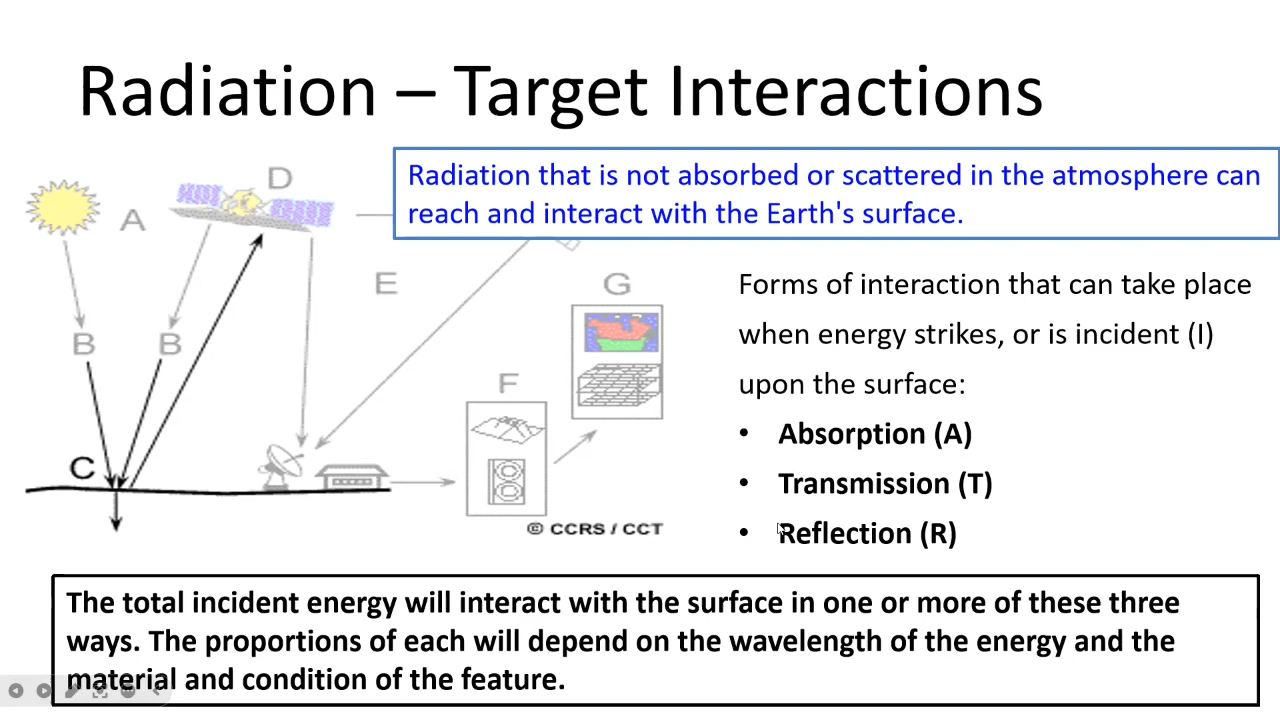 Radiation – Target Interactions
Radiation that is not absorbed or scattered in the atmosphere can
reach and interact with the Earth's surface.
D
A
E
B
B
C
F
G
© CCRS / CCT
Forms of interaction that can take place
when energy strikes, or is incident (I)
upon the surface:
• Absorption (A)
• Transmission (T)
• Reflection (R)
The total incident energy will interact with the surface in one or more of these three
ways. The proportions of each will depend on the wavelength of the energy and the
material and condition of the feature.